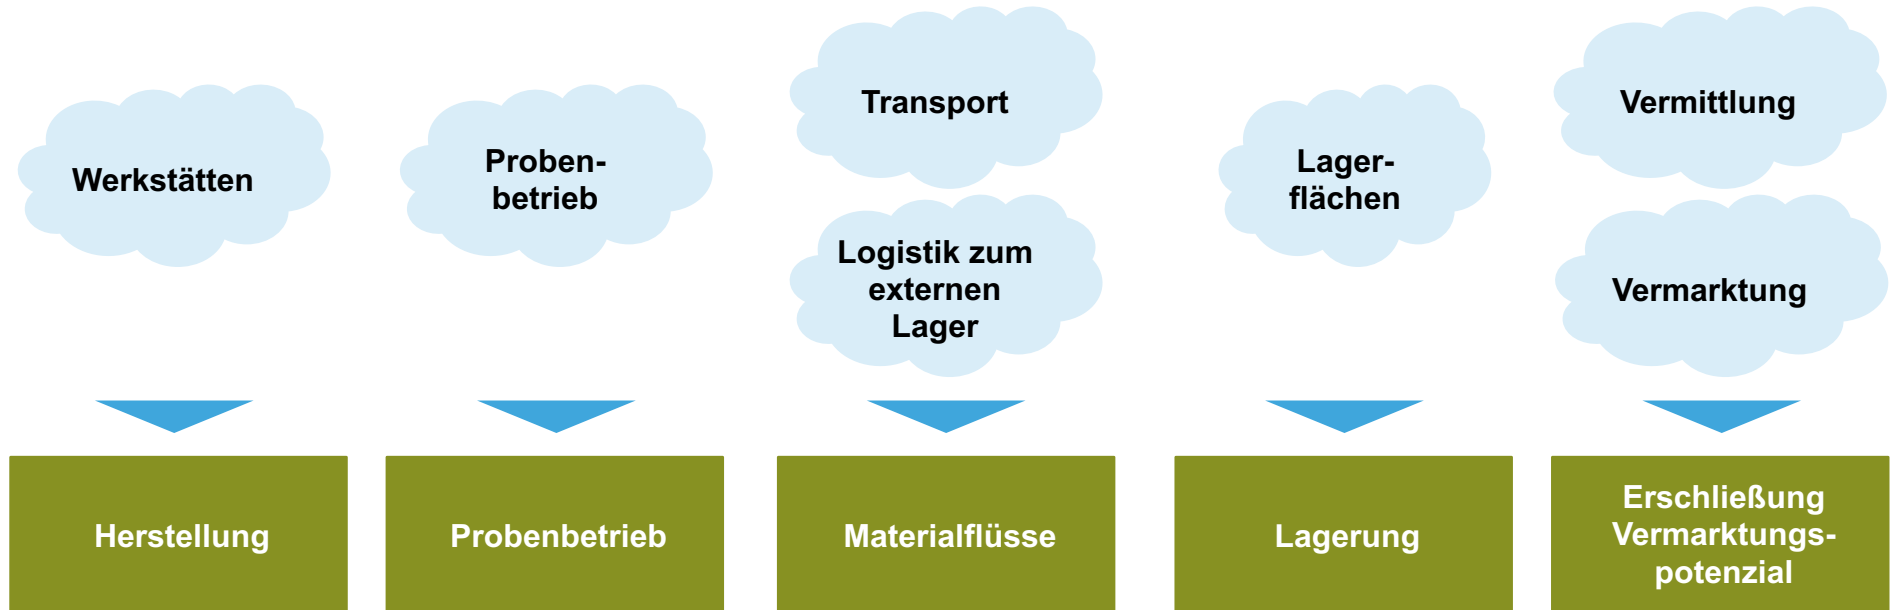 Werkstätten
Proben-
betrieb
Transport
Logistik zum
externen
Lager
Lager-
flächen
Vermittlung
Vermarktung
Herstellung
Probenbetrieb
Materialflüsse
Lagerung
Erschließung
Vermarktungs-
potenzial